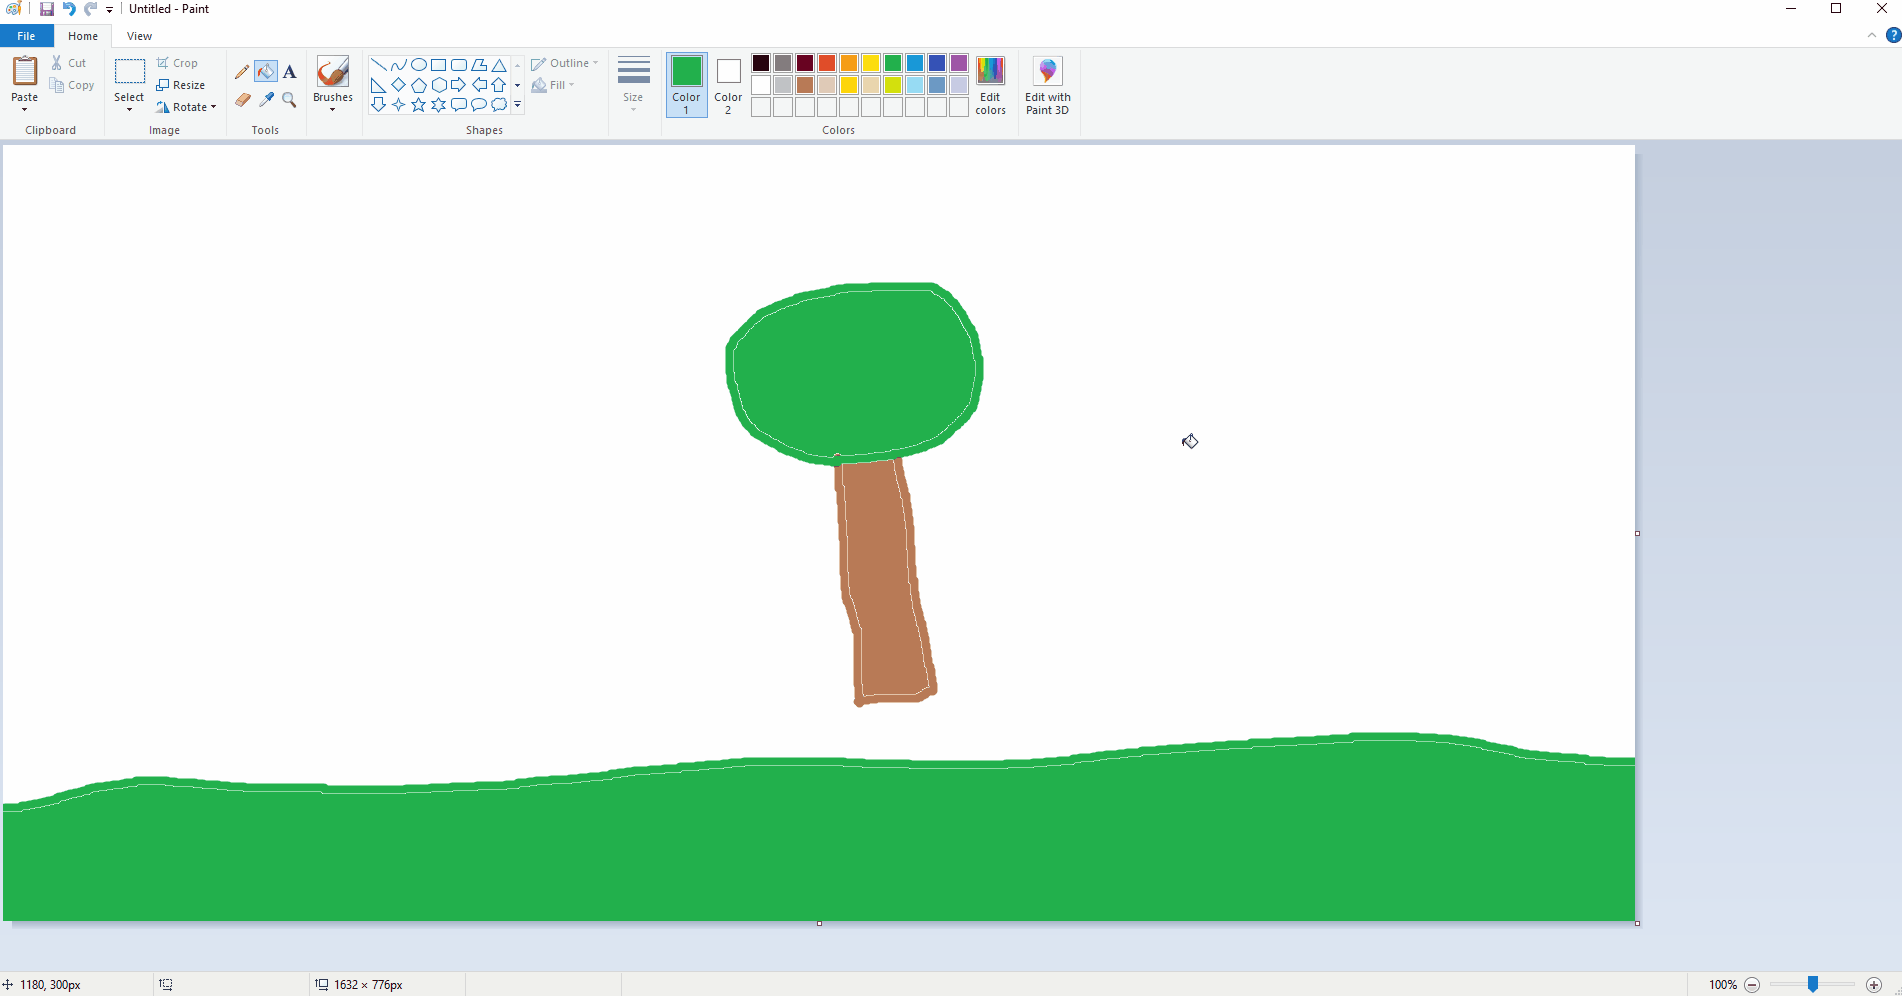 Untitled - Paint
File Home View
Paste
Cut
Copy
Clipboard
Select
Crop
Resize
Rotate
Image
A
Tools
Brushes
Shapes
Outline
Fill
Size
Color
1
Color
2
Colors
Edit
colors
Edit with
Paint 3D
?
1180, 300px
1632 × 776px
100%